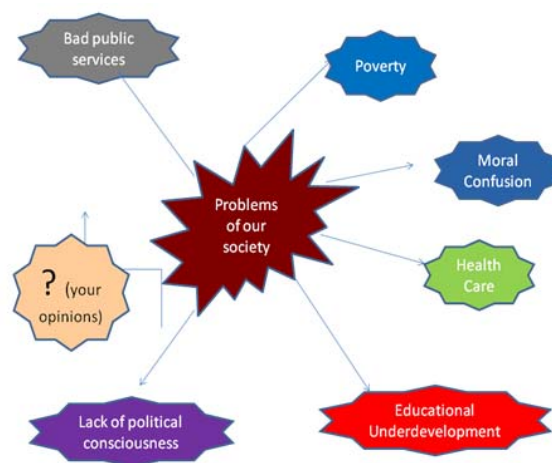 Bad public
services
Poverty
Problems
of our
society
Moral
Confusion
Health
Care
? (your
opinions)
Lack of political
consciousness
Educational
Underdevelopment